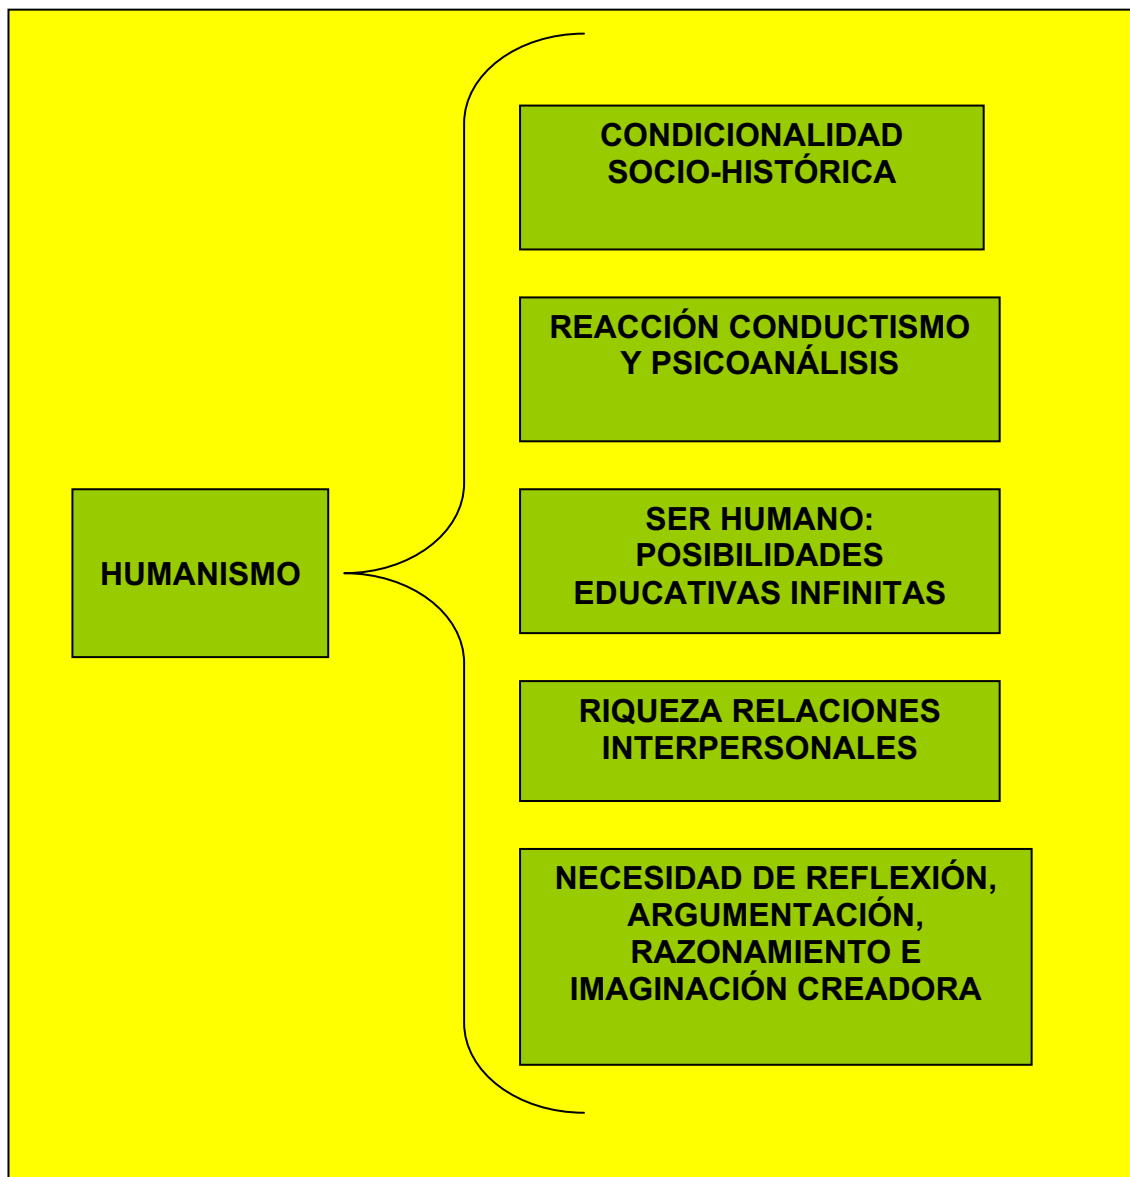 HUMANISMO
CONDICIONALIDAD
SOCIO-HISTÓRICA
REACCIÓN CONDUCTISMO
Y PSICOANÁLISIS
SER HUMANO:
POSIBILIDADES
EDUCATIVAS INFINITAS
RIQUEZA RELACIONES
INTERPERSONALES
NECESIDAD DE REFLEXIÓN,
ARGUMENTACIÓN,
RAZONAMIENTO E
IMAGINACIÓN CREADORA